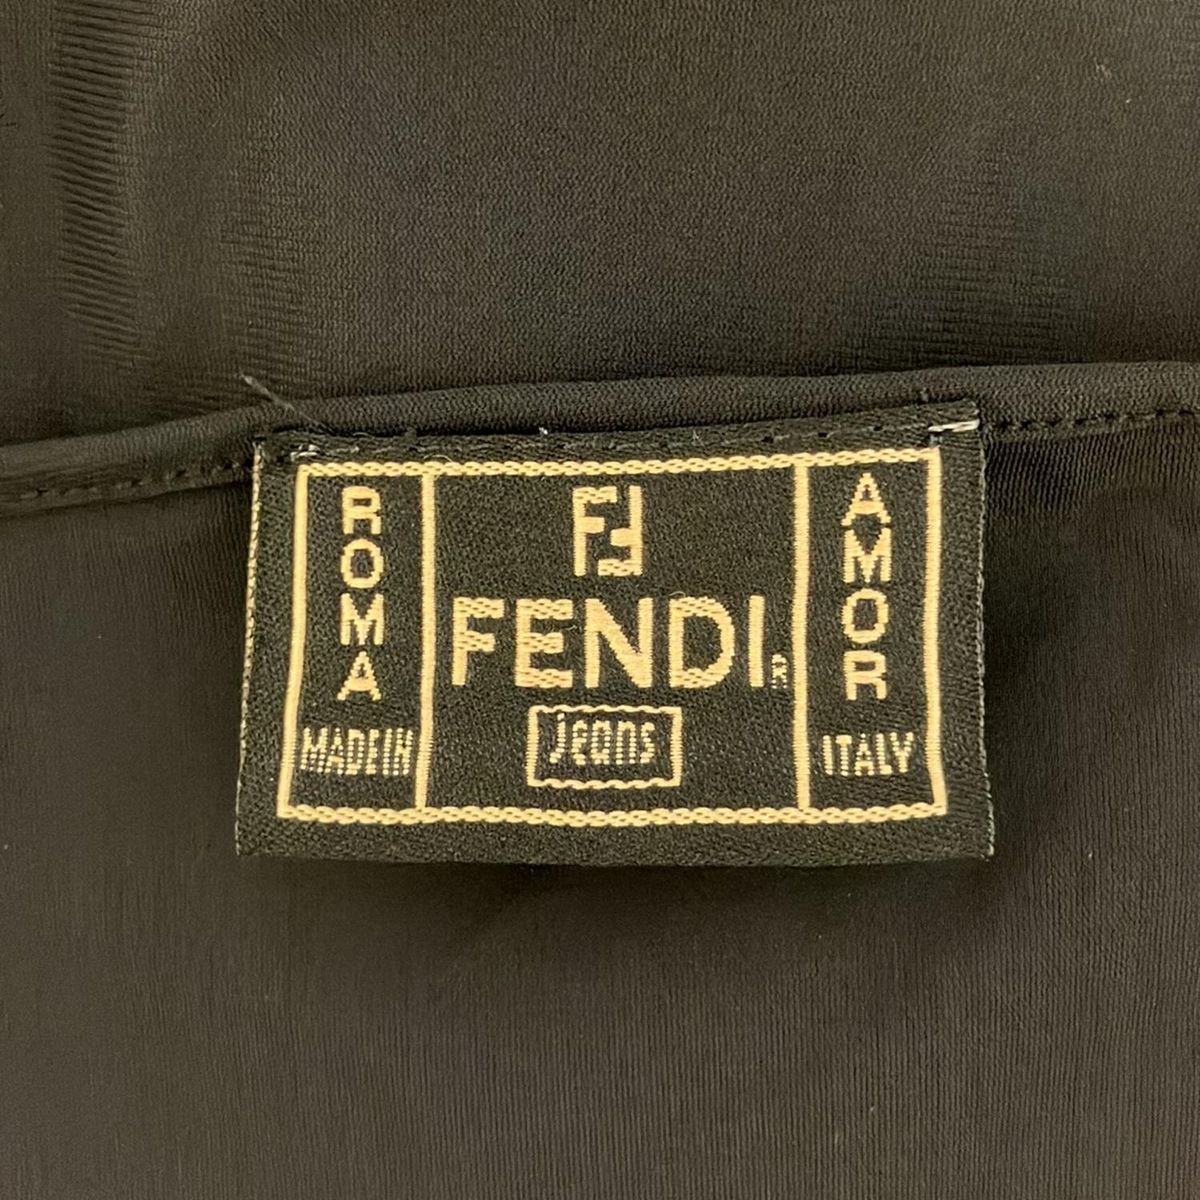 ROMA
MADE IN
FF
FENDI®
jeans
AMOR
ITALY